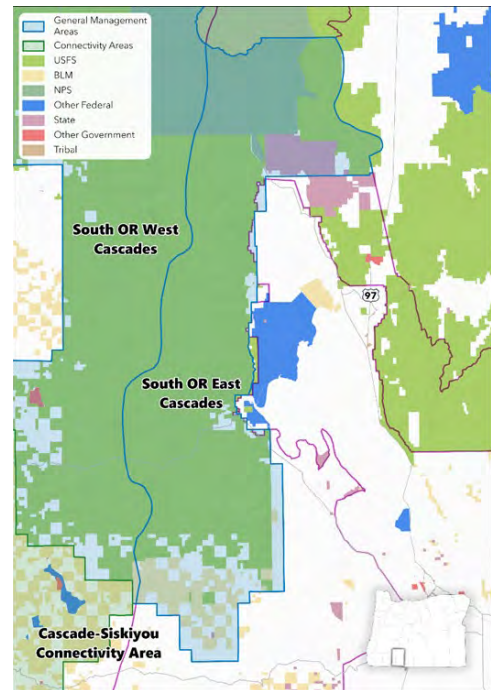 General Management
Areas
Connectivity Areas
USFS
BLM
NPS
Other Federal
State
Other Government
Tribal
South OR West
Cascades
97
South OR East
Cascades
Cascade-Siskiyou
Connectivity Area